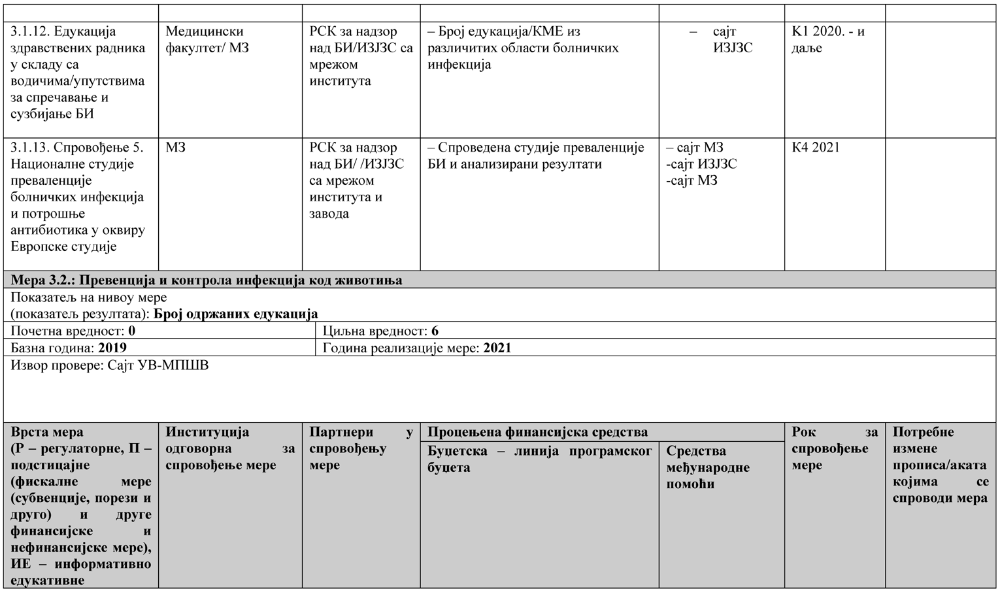 3.1.12. Едукација
здравствених радника
у складу са
водичима/упутствима
за спречавање и
сузбијање БИ
Медицински
факултет/ МЗ
РСК за надзор
над БИ/ИЗЈЗС са
мрежом
института
– Број едукација/КМЕ из
различитих области болничких
инфекција
– сајт
ИЗЈЗС
К1 2020. - и
даље
3.1.13. Спровођење 5.
Националне студије
преваленције
болничких инфекција
и потрошње
антибиотика у оквиру
Европске студије
МЗ
РСК за надзор
над БИ/ /ИЗЈЗС
са мрежом
института и
завода
– Спроведена студије преваленције
БИ и анализирани резултати
– сајт МЗ
-сајт ИЗЈЗС
-сајт МЗ
К4 2021
Мера 3.2.: Превенција и контрола инфекција код животиња
Показатељ на нивоу мере
(показатељ резултата): Број одржаних едукација
Почетна вредност: 0
Циљна вредност: 6
Базна година: 2019
Година реализације мере: 2021
Извор провере: Сајт УВ-МПШВ
Врста мера
(Р – регулаторне, П –
подстицајне
(фискалне мере
(субвенције, порези и
друго) и друге
финансијске и
нефинансијске мере),
ИЕ – информативно
едукативне
Институција
одговорна за
спровођење мере
Партнери у
спровођењу
мере
Процењена финансијска средства
Буџетска – линија програмског
буџета
Средства
међународне
помоћи
Рок за
спровођење
мере
Потребне
измене
прописа/аката
којима се
спроводи мера